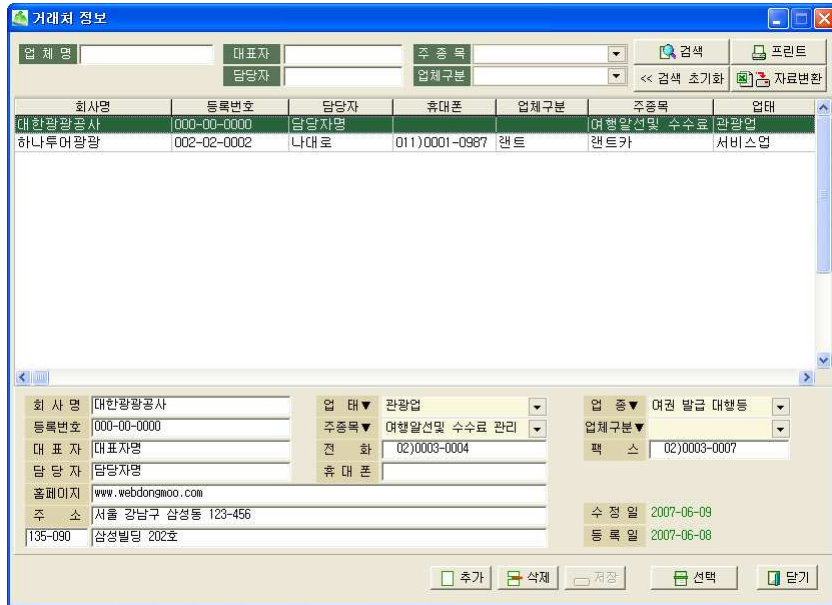 거래처 정보
업 체 명 대표자 주 종 목 검색 프린트
담당자 업체구분 << 검색 초기화 자료변환
회사명 등록번호 담당자 휴대폰 업체구분 주종목 업태
대한광광공사 000-00-0000 담당자명 여행알선및 수수료 관광업
하나투어광광 002-02-0002 나대로 011)0001-0987 랜트 랜트카 서비스업
회 사 명 대한광광공사 업 태▼ 관광업 업 종▼ 여권 발급 대행등
등록번호 000-00-0000 주종목▼ 여행알선및 수수료 관리 업체구분▼
대 표 자 대표자명 전 화 02)0003-0004 팩 스 02)0003-0007
담 당 자 담당자명 휴 대 폰
홈페이지 www.webdongmoo.com
주 소 서울 강남구 삼성동 123-456 수 정 일 2007-06-09
135-090 삼성빌딩 202호 등 록 일 2007-06-08
추가 삭제 저장 선택 닫기